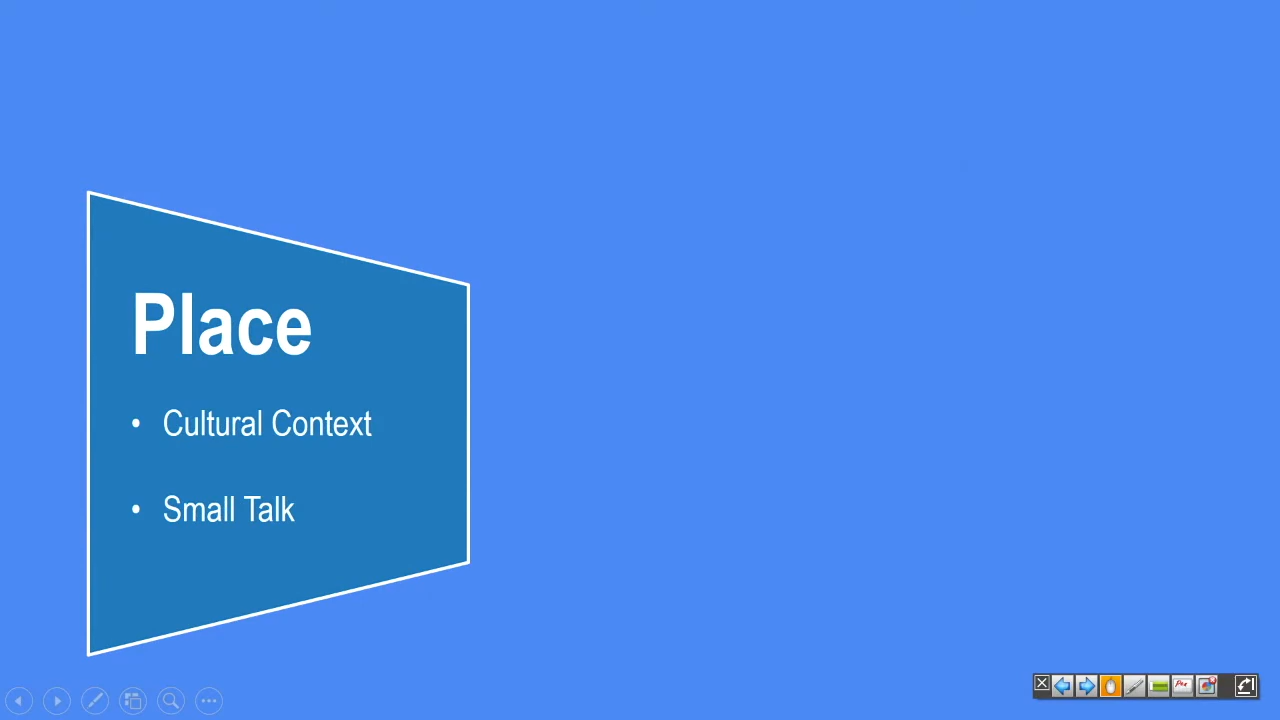 Place
• Cultural Context
• Small Talk